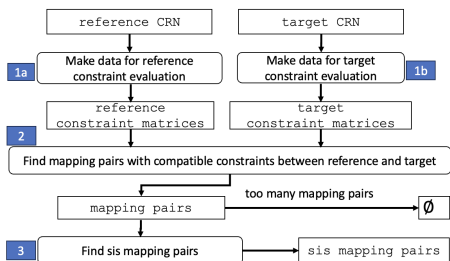 reference CRN
target CRN
1a
Make data for reference
constraint evaluation
Make data for target
constraint evaluation
1b
reference
constraint matrices
target
constraint matrices
2
Find mapping pairs with compatible constraints between reference and target
too many mapping pairs
mapping pairs
Ø
3
Find sis mapping pairs
sis mapping pairs